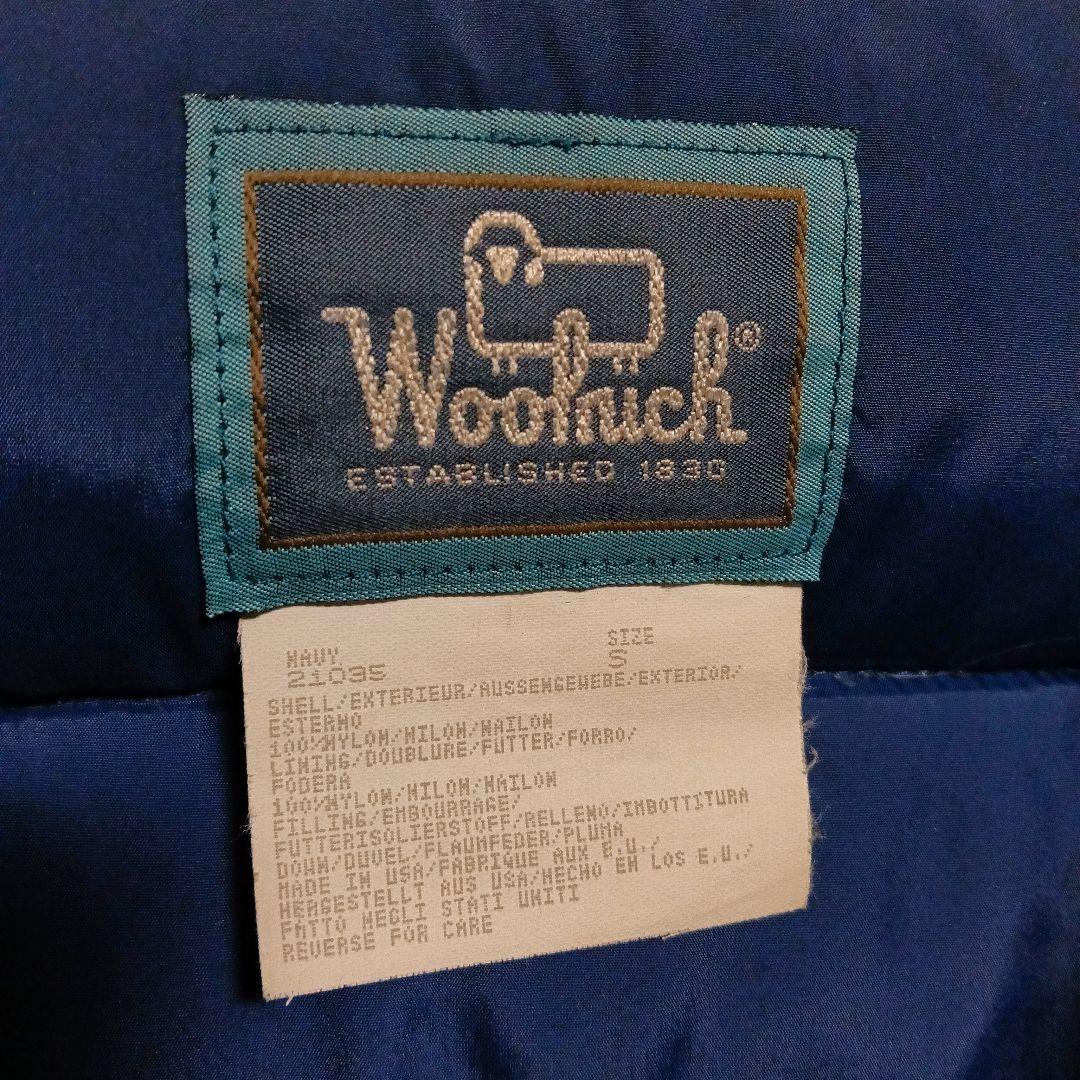 Woolrich®
ESTABLISHED 1830
NAVY
21095
SIZE
S
SHELL/EXTERIEUR/AUSSENGEWEBE/EXTERIOR/
ESTERNO
100%NYLON/NILON/NAILON
LINING/DOUBLURE/FUTTER/FORRO/
FODERA
100%NYLON/NILON/NAILON
FILLING/EMBOURRAGE/
FUTTERISOLIERSTOFF/RELLENO/IMBOTTITURA
DOWN/DUVEL/FLAUMFEDER/PLUMA
MADE IN USA/FABRIQUE AUX E.U./
HERGESTELLT AUS USA/HECHO EN LOS E.U./
FATTO NEGLI STATI UNITI
REVERSE FOR CARE